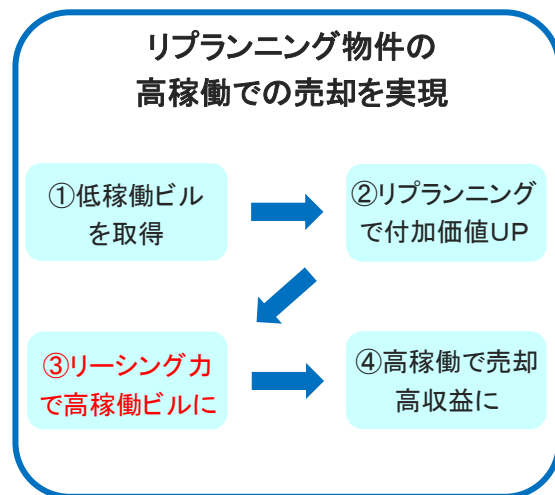 リプランニング物件の
高稼働での売却を実現
①低稼働ビル
を取得
②リプランニング
で付加価値UP
③リーシング力
で高稼働ビルに
④高稼働で売却
高収益に